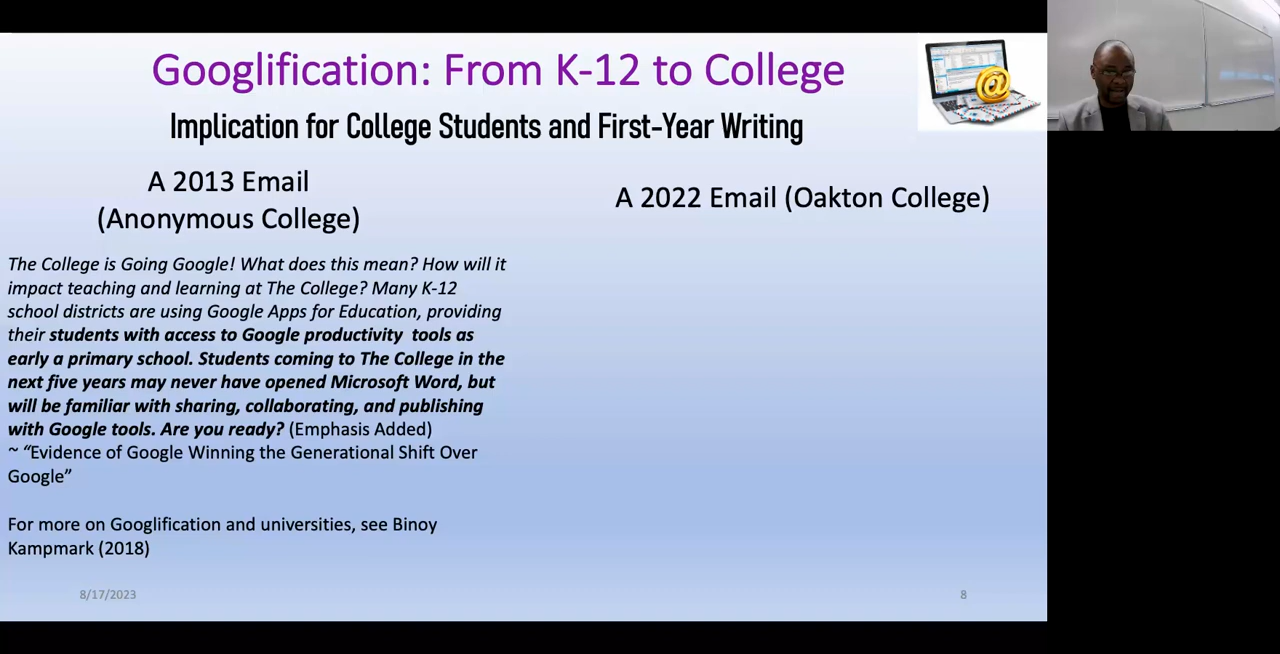 Googlification: From K-12 to College
Implication for College Students and First-Year Writing
A 2013 Email
(Anonymous College)
The College is Going Google! What does this mean? How will it
impact teaching and learning at The College? Many K-12
school districts are using Google Apps for Education, providing
their students with access to Google productivity tools as
early a primary school. Students coming to The College in the
next five years may never have opened Microsoft Word, but
will be familiar with sharing, collaborating, and publishing
with Google tools. Are you ready? (Emphasis Added)
~ “Evidence of Google Winning the Generational Shift Over
Google”
For more on Googlification and universities, see Binoy
Kampmark (2018)
A 2022 Email (Oakton College)
8/17/2023
8